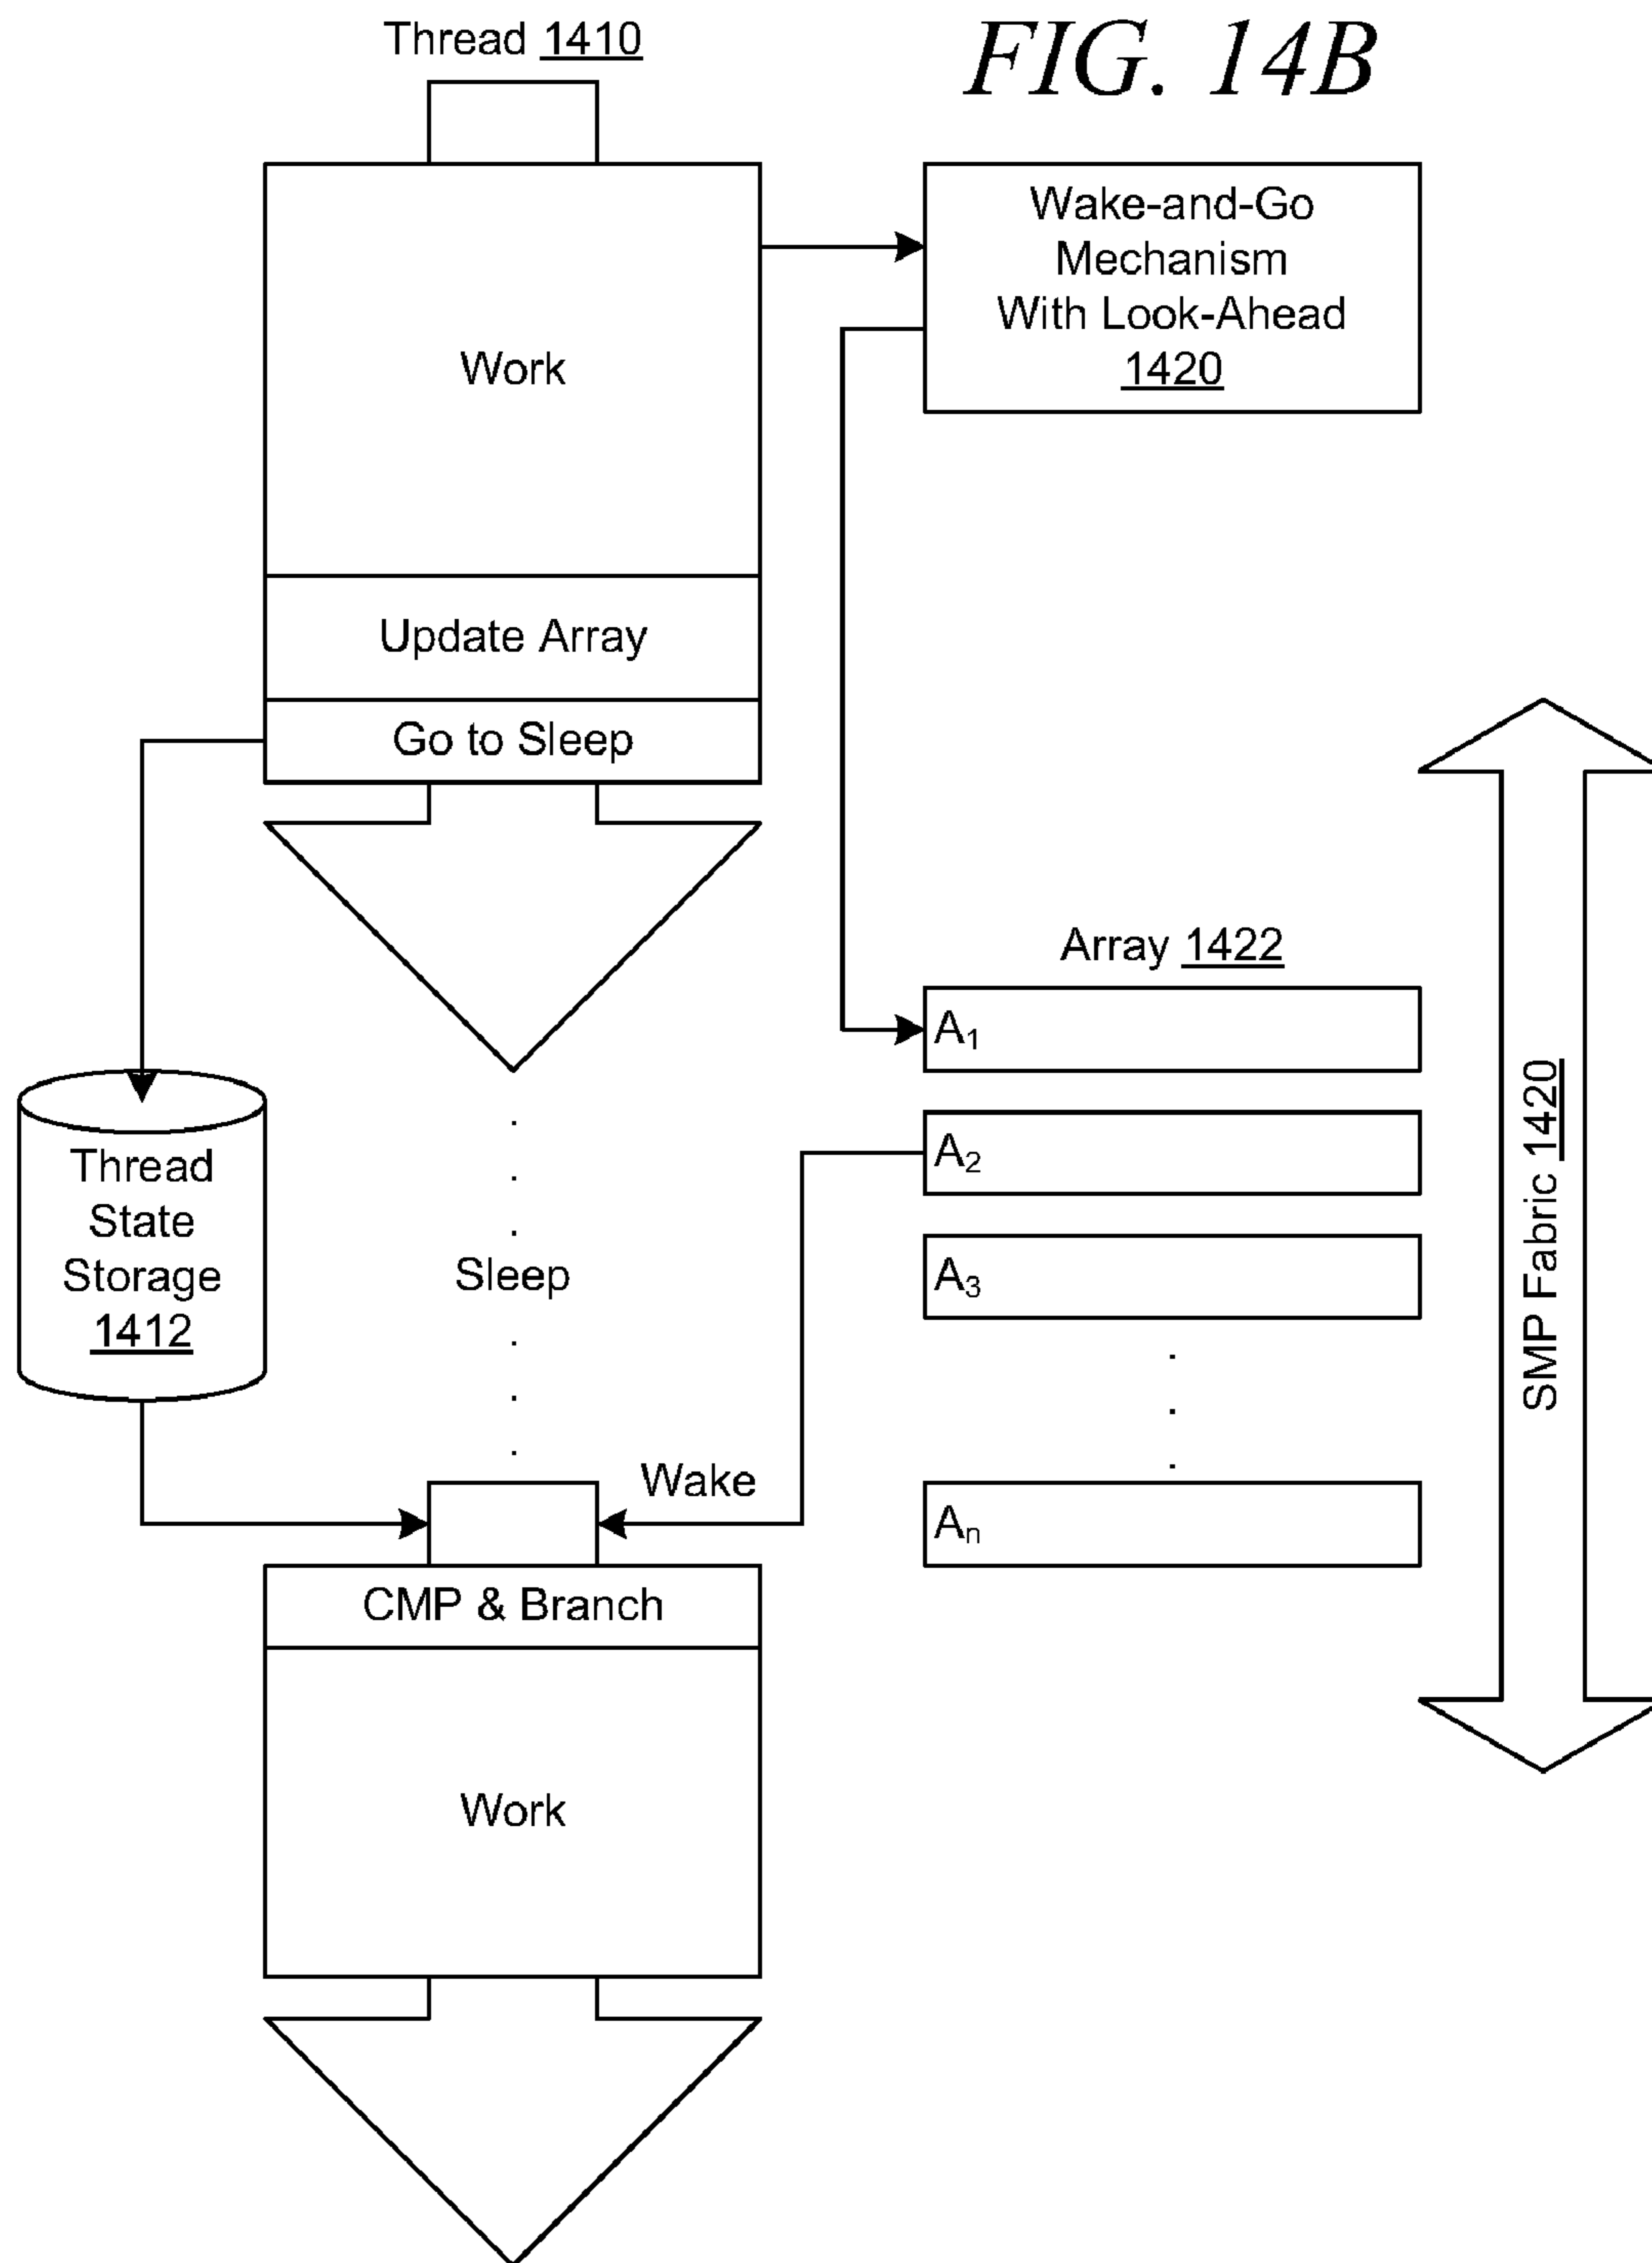 Thread 1410
FIG. 14B
Work
Wake-and-Go
Mechanism
With Look-Ahead
1420
Update Array
Go to Sleep
Array 1422
A₁
A₂
A₃
Aₙ
SMP Fabric 1420
Thread
State
Storage
1412
Sleep
Wake
CMP & Branch
Work